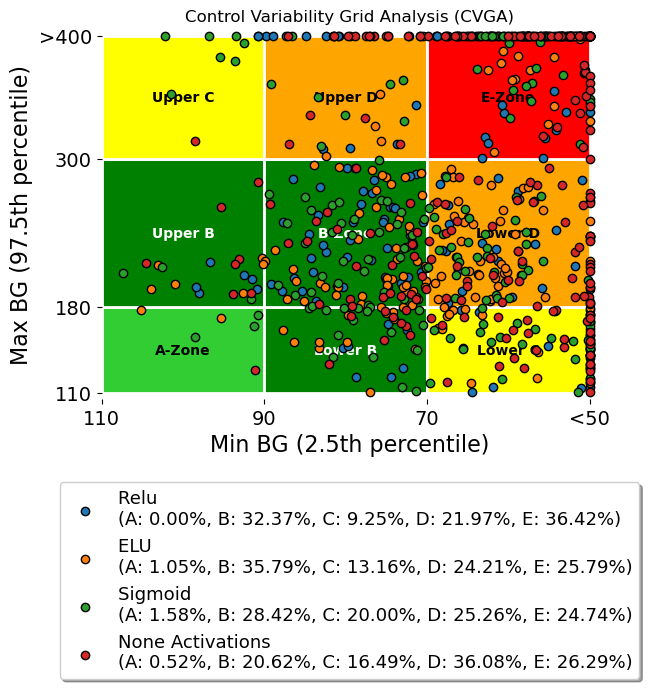 Control Variability Grid Analysis (CVGA)
Max BG (97.5th percentile)
>400
300
180
110
Upper C
Upper D
E-Zone
Upper B
B-Zone
Lower D
A-Zone
Lower B
Lower
110
90
70
<50
Min BG (2.5th percentile)
Relu
(A: 0.00%, B: 32.37%, C: 9.25%, D: 21.97%, E: 36.42%)
ELU
(A: 1.05%, B: 35.79%, C: 13.16%, D: 24.21%, E: 25.79%)
Sigmoid
(A: 1.58%, B: 28.42%, C: 20.00%, D: 25.26%, E: 24.74%)
None Activations
(A: 0.52%, B: 20.62%, C: 16.49%, D: 36.08%, E: 26.29%)